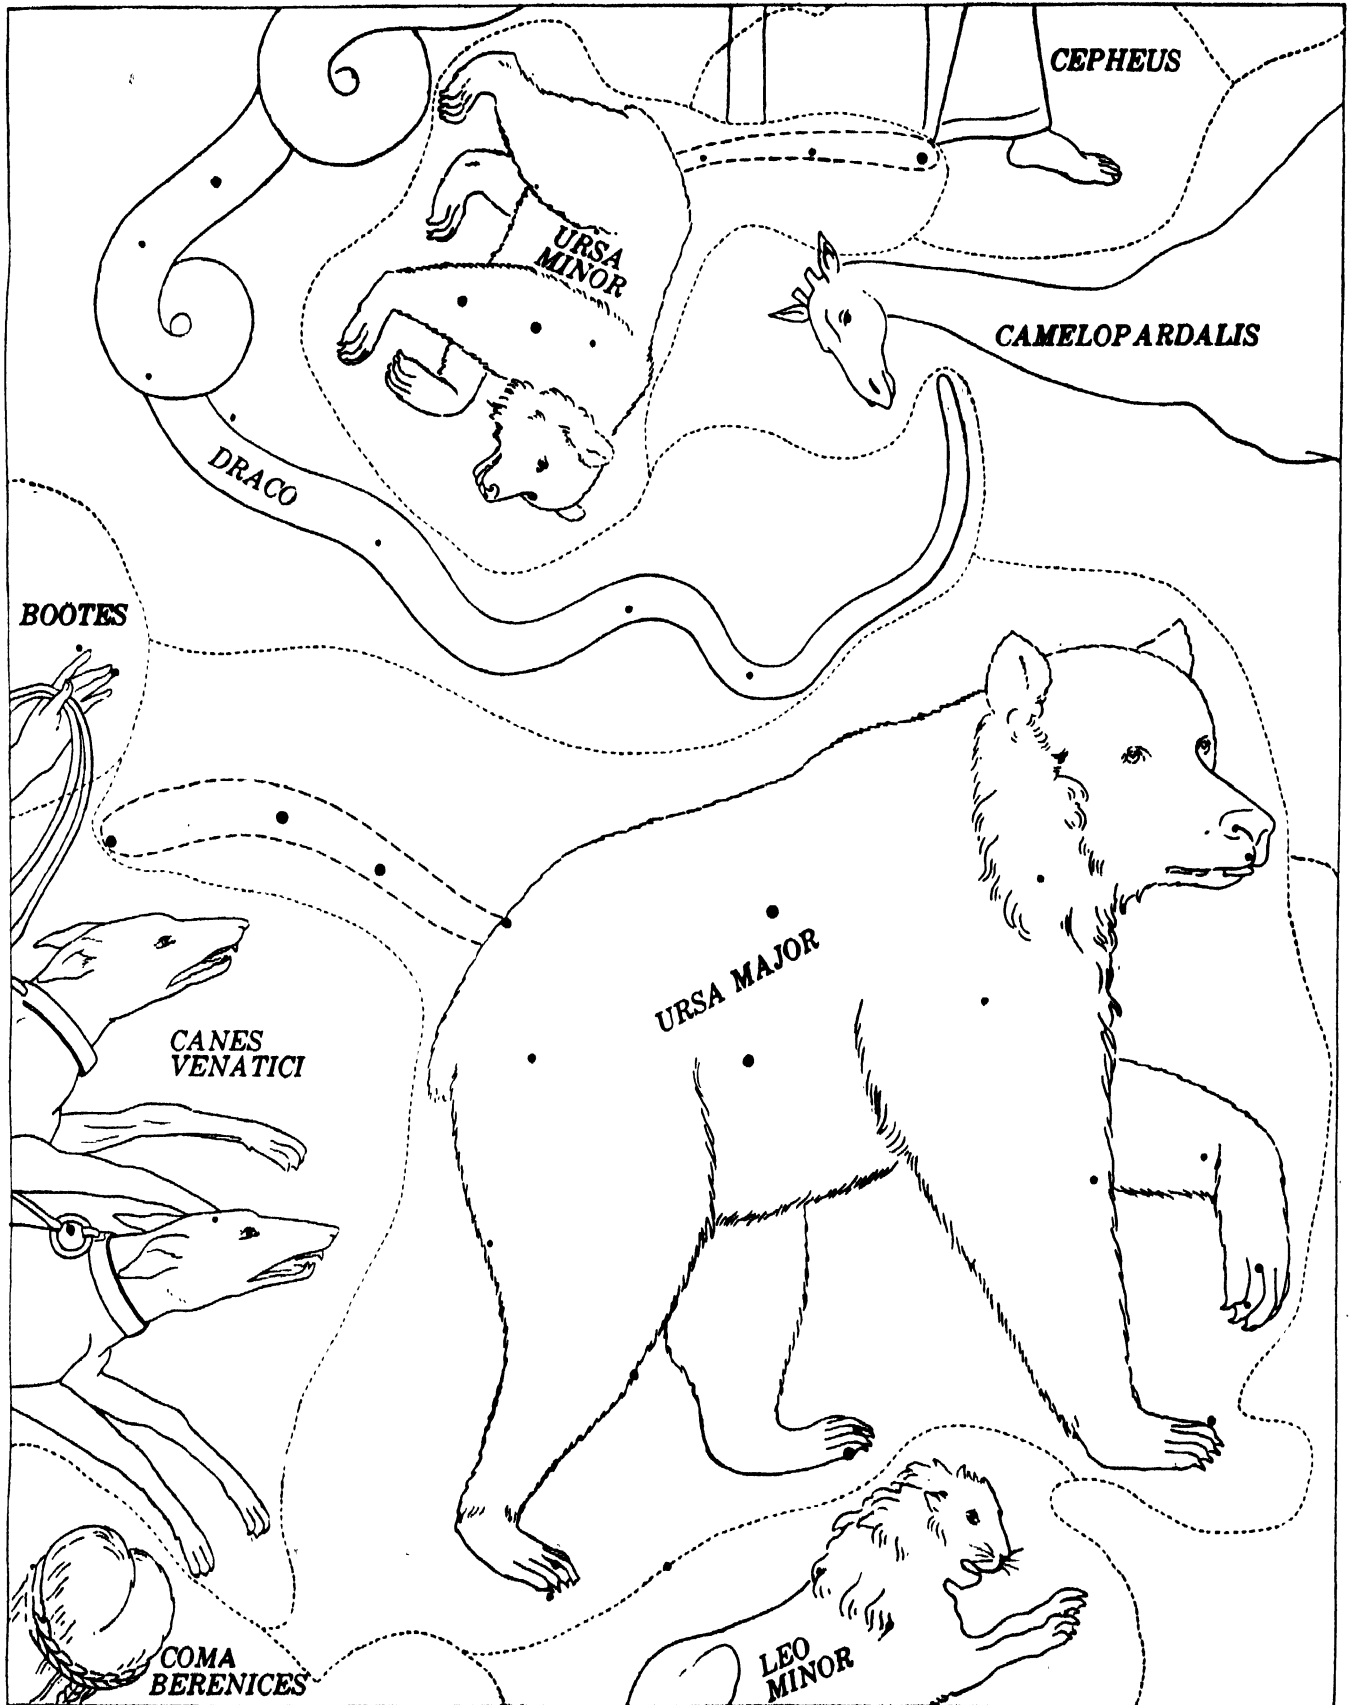 CEPHEUS
URSA
MINOR
CAMELOPARDALIS
DRACO
BOÖTES
URSA MAJOR
CANES
VENATICI
COMA
BERENICES
LEO
MINOR